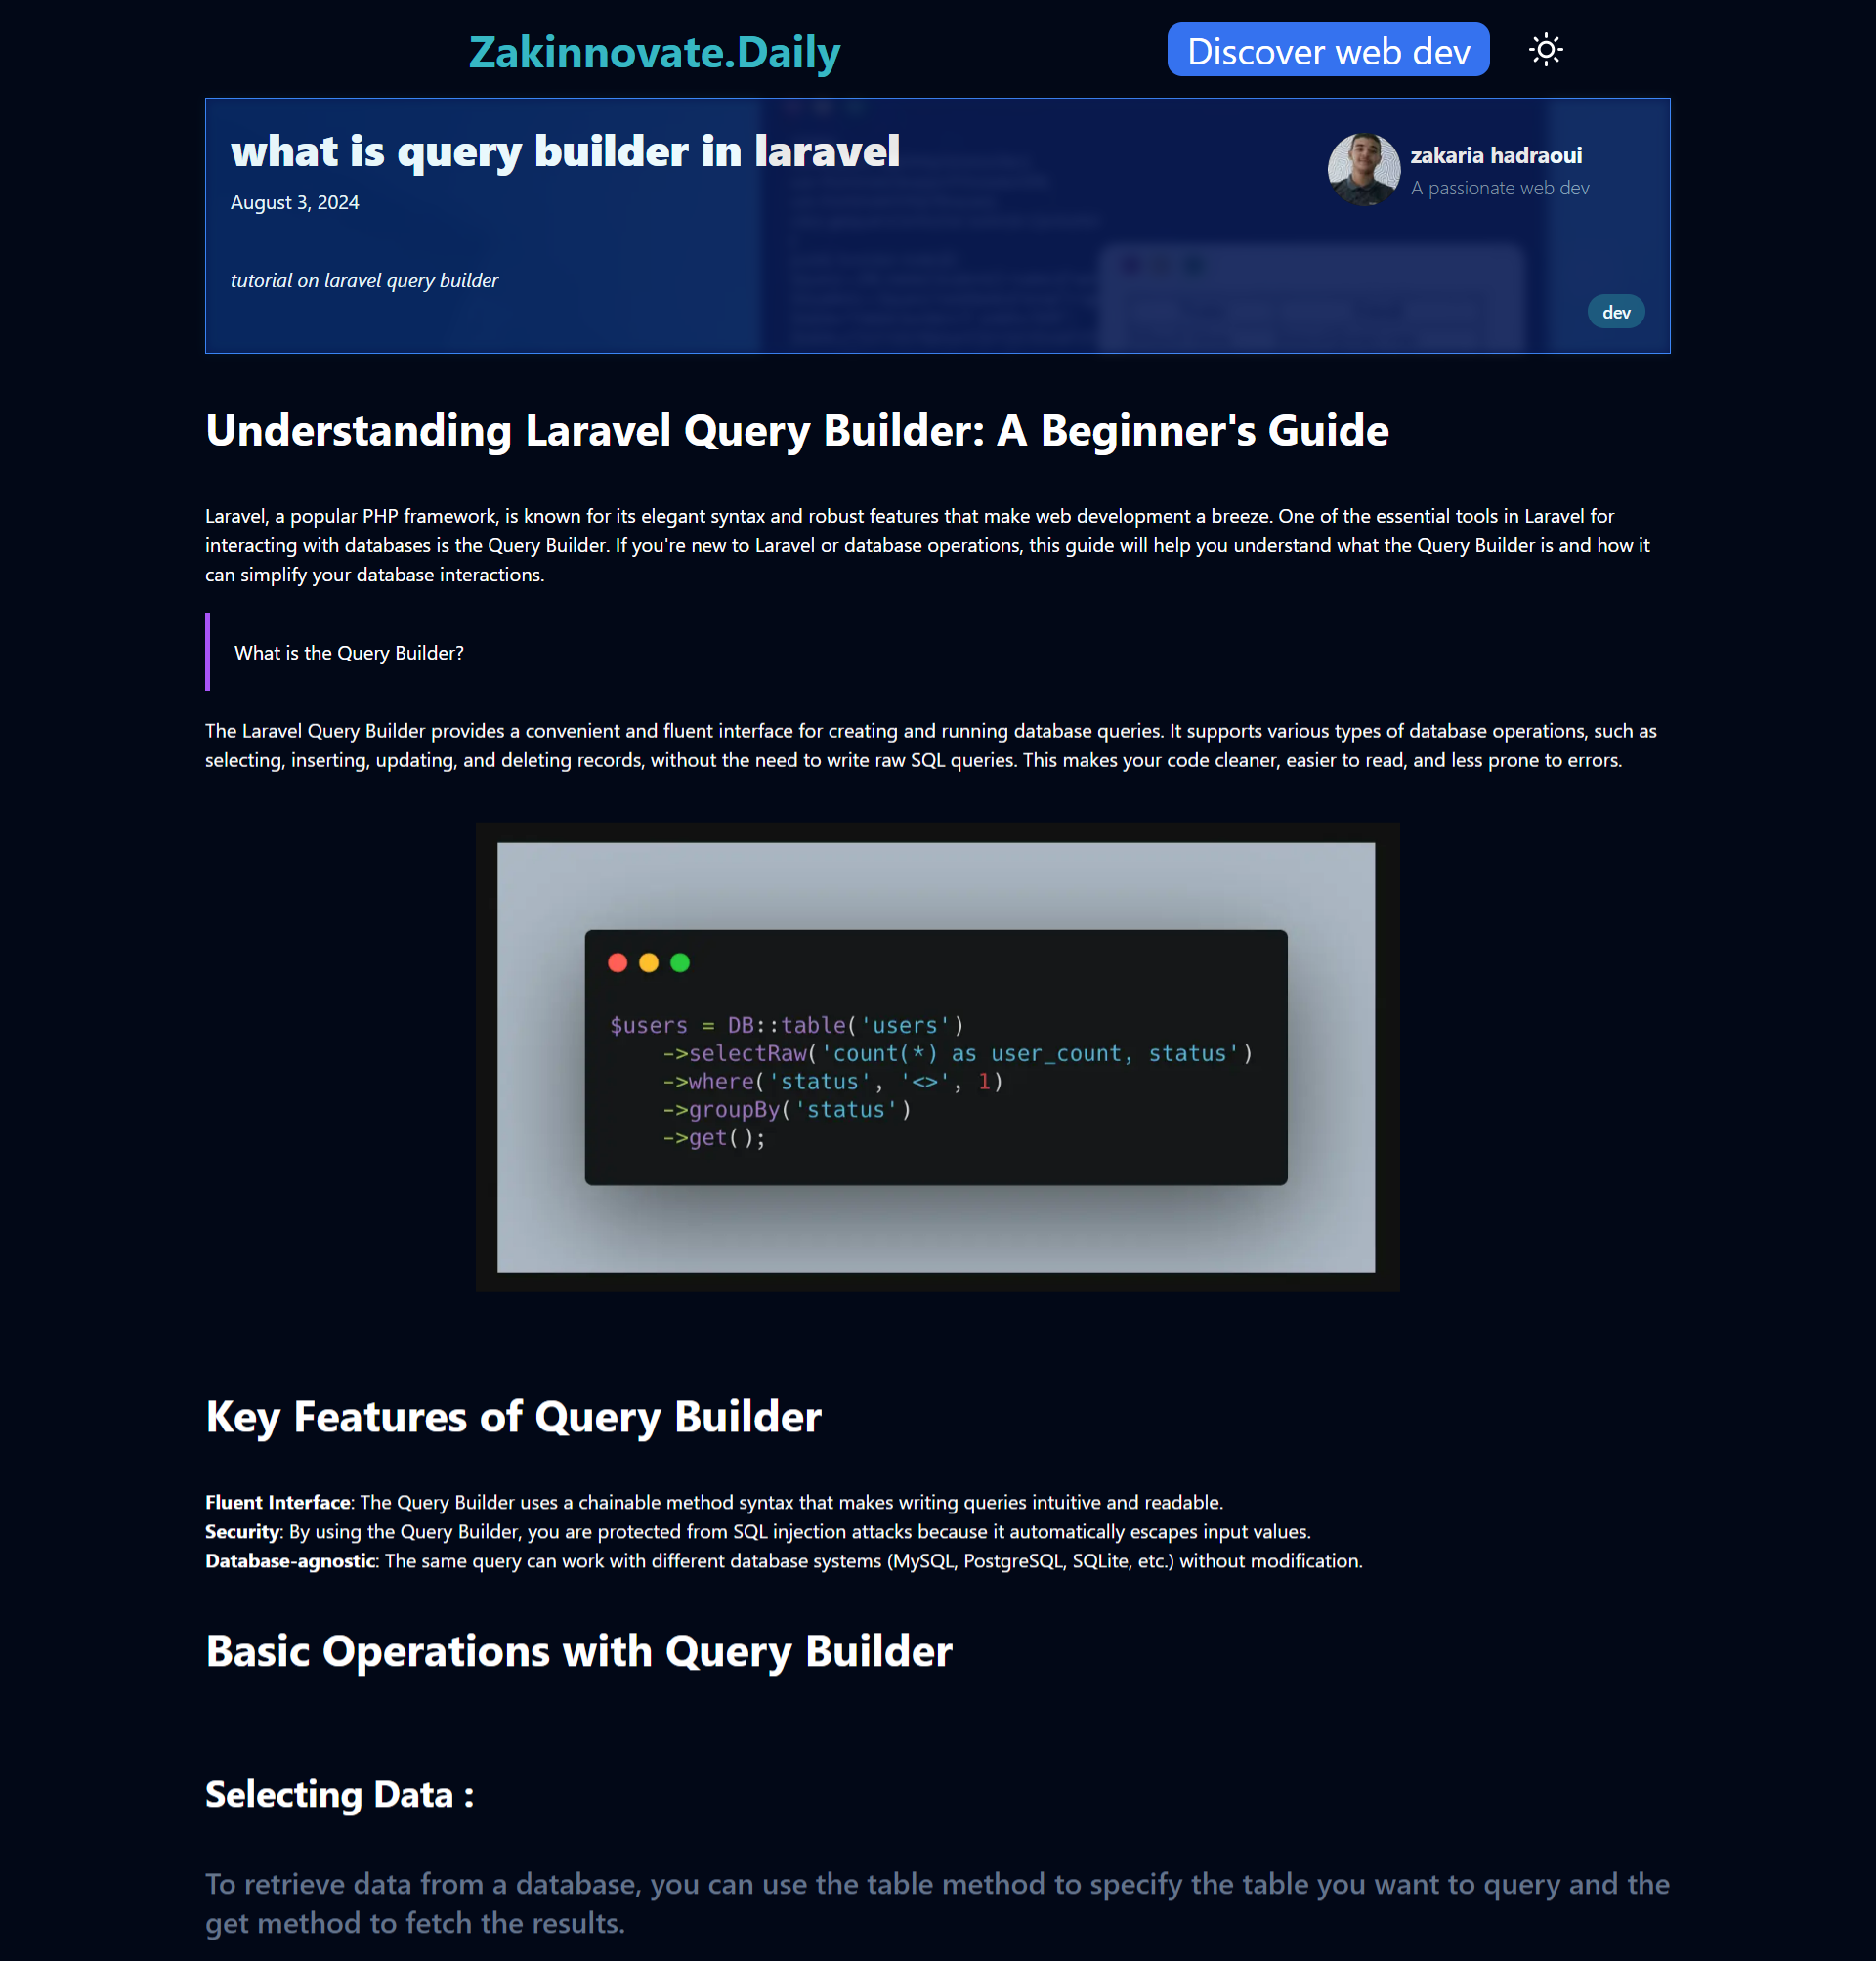 Zakinnovate.Daily
Discover web dev
what is query builder in laravel
zakaria hadraoui
A passionate web dev
August 3, 2024
tutorial on laravel query builder
dev
Understanding Laravel Query Builder: A Beginner's Guide
Laravel, a popular PHP framework, is known for its elegant syntax and robust features that make web development a breeze. One of the essential tools in Laravel for
interacting with databases is the Query Builder. If you're new to Laravel or database operations, this guide will help you understand what the Query Builder is and how it
can simplify your database interactions.
What is the Query Builder?
The Laravel Query Builder provides a convenient and fluent interface for creating and running database queries. It supports various types of database operations, such as
selecting, inserting, updating, and deleting records, without the need to write raw SQL queries. This makes your code cleaner, easier to read, and less prone to errors.
$users = DB::table('users')
->selectRaw('count(*) as user_count, status')
->where('status', '<>', 1)
->groupBy('status')
->get();
Key Features of Query Builder
Fluent Interface: The Query Builder uses a chainable method syntax that makes writing queries intuitive and readable.
Security: By using the Query Builder, you are protected from SQL injection attacks because it automatically escapes input values.
Database-agnostic: The same query can work with different database systems (MySQL, PostgreSQL, SQLite, etc.) without modification.
Basic Operations with Query Builder
Selecting Data :
To retrieve data from a database, you can use the table method to specify the table you want to query and the
get method to fetch the results.